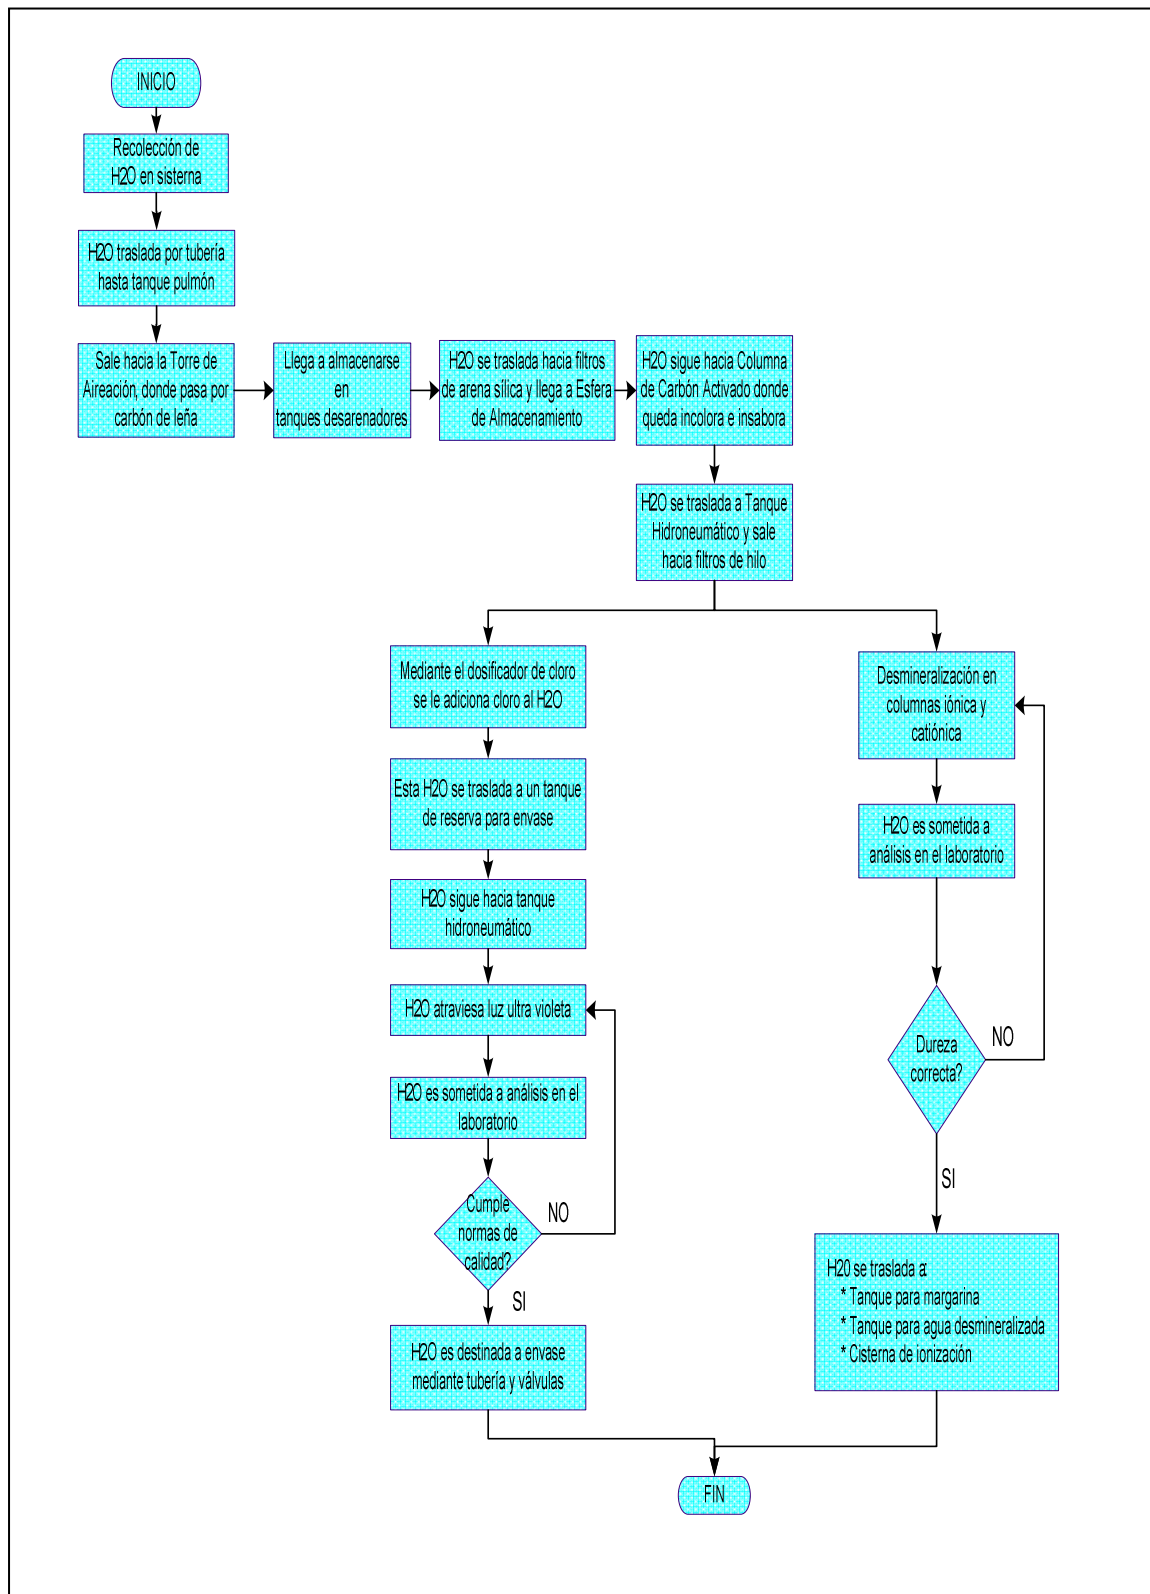 INICIO
Recolección de
H2O en sisterna
H2O traslada por tubería
hasta tanque pulmón
Sale hacia la Torre de
Aireación, donde pasa por
carbón de leña
Llega a almacenarse
en
tanques desarenadores
H2O se traslada hacia filtros
de arena sílica y llega a Esfera
de Almacenamiento
H2O sigue hacia Columna
de Carbón Activado donde
queda incolora e insabora
H2O se traslada a Tanque
Hidroneumático y sale
hacia filtros de hilo
Mediante el dosificador de cloro
se le adiciona cloro al H2O
Esta H2O se traslada a un tanque
de reserva para envase
H2O sigue hacia tanque
hidroneumático
H2O atraviesa luz ultra violeta
H2O es sometida a análisis en el
laboratorio
Cumple
normas de
calidad?
NO
SI
H2O es destinada a envase
mediante tubería y válvulas
Desmineralización en
columnas iónica y
catiónica
H2O es sometida a
análisis en el laboratorio
Dureza
correcta?
NO
SI
H20 se traslada a:
* Tanque para margarina
* Tanque para agua desmineralizada
* Cisterna de ionización
FIN